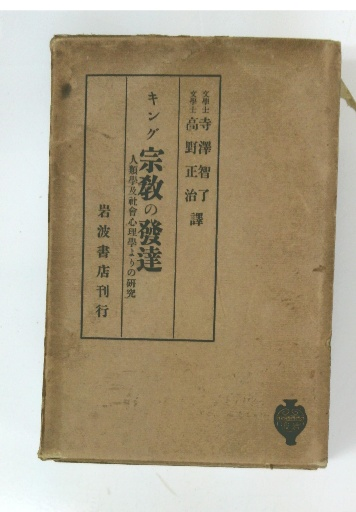 文學士 寺澤智了
文學士 高野正治 譯
キング 宗教の發達
人類學及社會心理學よりの研究
岩波書店刊行